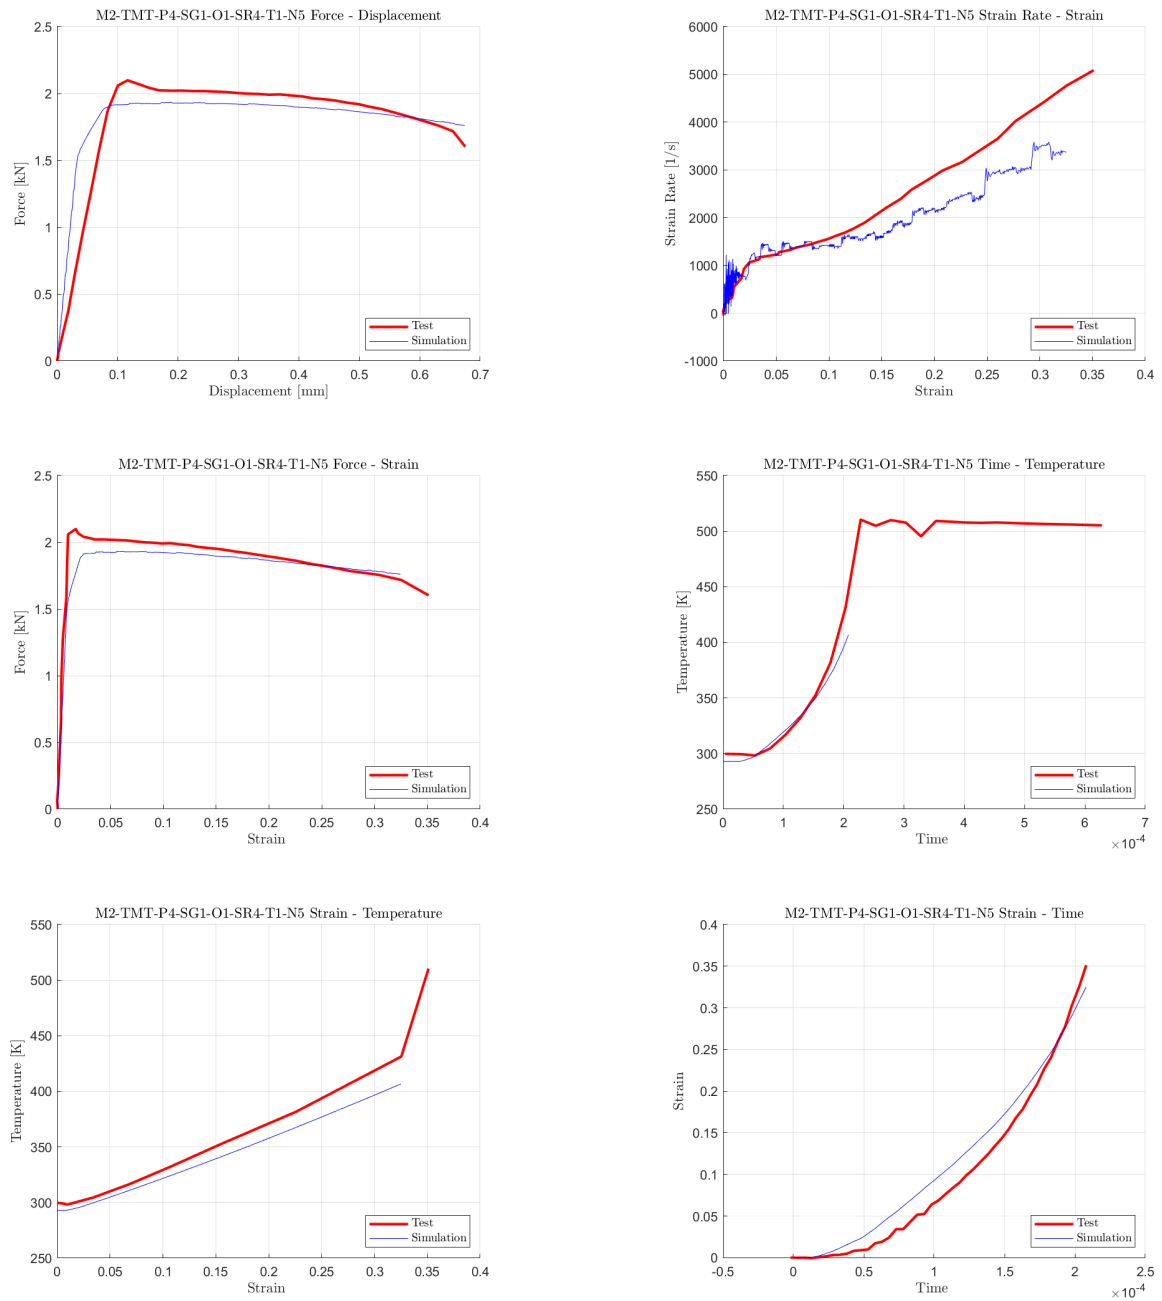 M2-TMT-P4-SG1-O1-SR4-T1-N5 Force - Displacement
2.5
2
1.5
1
0.5
0
Force [kN]
0 0.1 0.2 0.3 0.4 0.5 0.6 0.7
Displacement [mm]
Test
Simulation
M2-TMT-P4-SG1-O1-SR4-T1-N5 Strain Rate - Strain
6000
5000
4000
3000
2000
1000
0
-1000
Strain Rate [1/s]
0 0.05 0.1 0.15 0.2 0.25 0.3 0.35 0.4
Strain
Test
Simulation
M2-TMT-P4-SG1-O1-SR4-T1-N5 Force - Strain
2.5
2
1.5
1
0.5
0
Force [kN]
0 0.05 0.1 0.15 0.2 0.25 0.3 0.35 0.4
Strain
Test
Simulation
M2-TMT-P4-SG1-O1-SR4-T1-N5 Time - Temperature
550
500
450
400
350
300
250
Temperature [K]
0 1 2 3 4 5 6 7
Time
×10-4
Test
Simulation
M2-TMT-P4-SG1-O1-SR4-T1-N5 Strain - Temperature
550
500
450
400
350
300
250
Temperature [K]
0 0.05 0.1 0.15 0.2 0.25 0.3 0.35 0.4
Strain
Test
Simulation
M2-TMT-P4-SG1-O1-SR4-T1-N5 Strain - Time
0.4
0.35
0.3
0.25
0.2
0.15
0.1
0.05
0
Strain
-0.5 0 0.5 1 1.5 2 2.5
Time
×10-4
Test
Simulation